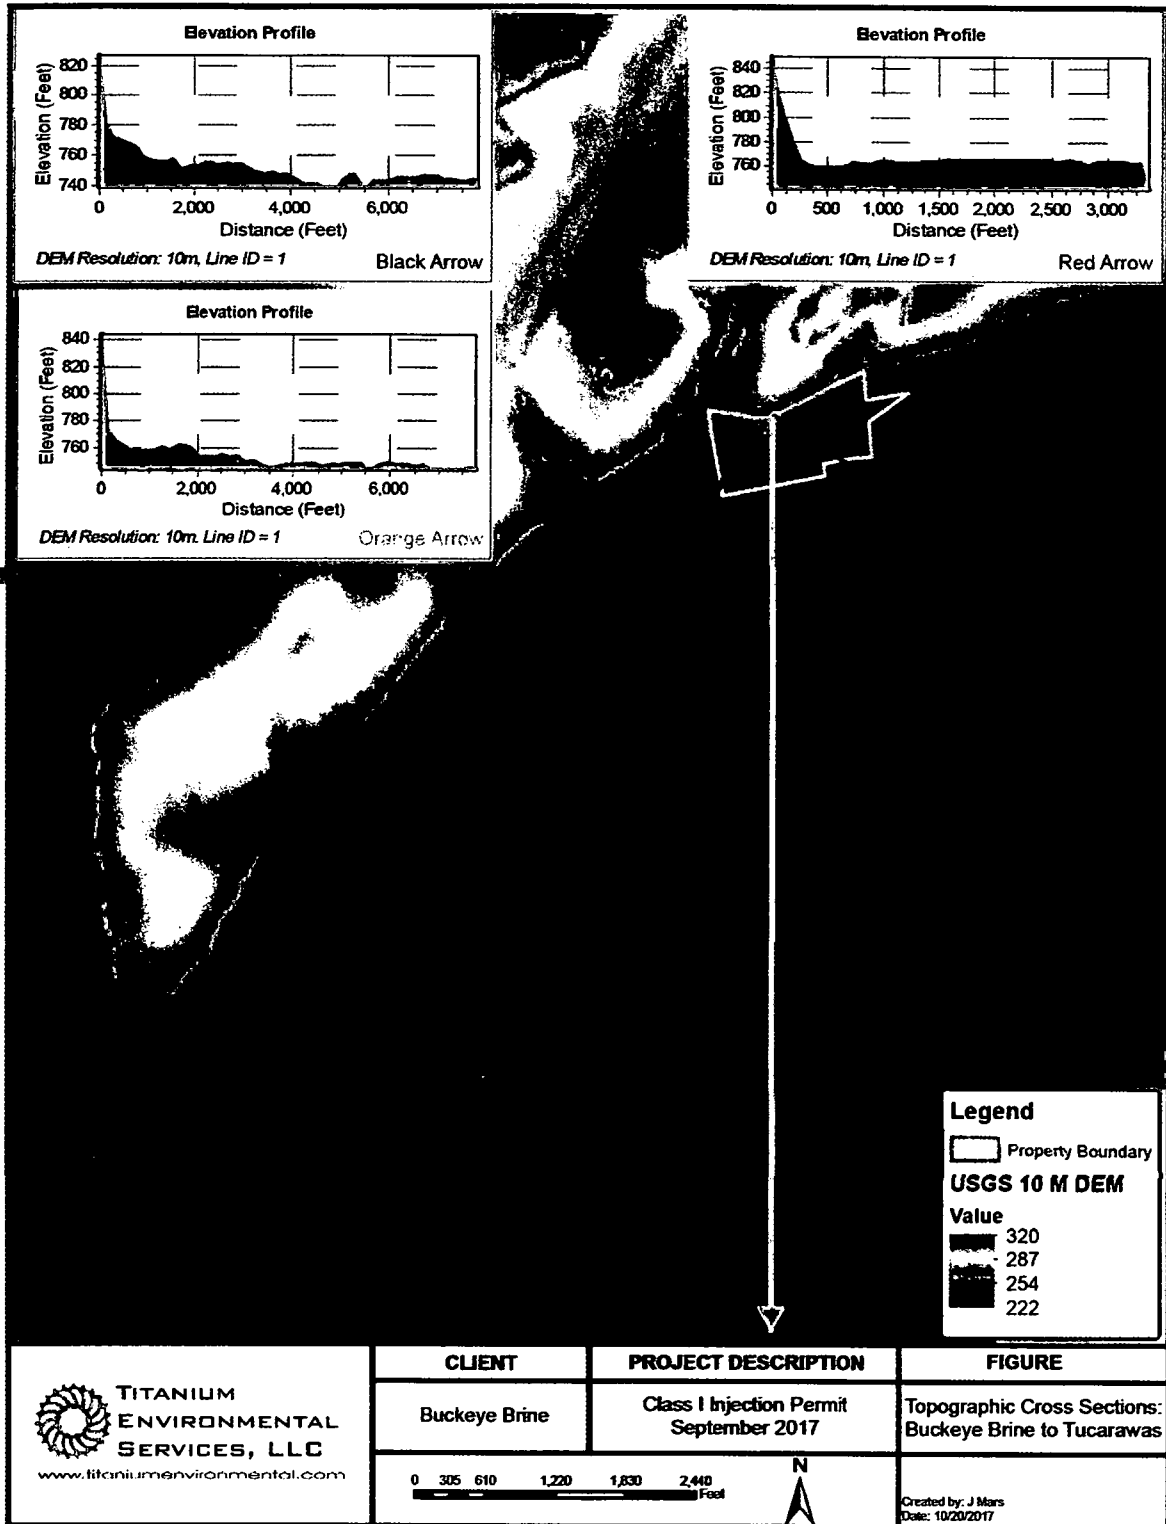 Elevation Profile
Elevation (Feet)
820
800
780
760
740
0 2,000 4,000 6,000
Distance (Feet)
DEM Resolution: 10m, Line ID = 1 Black Arrow
Elevation Profile
Elevation (Feet)
840
820
800
780
760
0 500 1,000 1,500 2,000 2,500 3,000
Distance (Feet)
DEM Resolution: 10m, Line ID = 1 Red Arrow
Elevation Profile
Elevation (Feet)
840
820
800
780
760
0 2,000 4,000 6,000
Distance (Feet)
DEM Resolution: 10m. Line ID = 1 Orange Arrow
Legend
Property Boundary
USGS 10 M DEM
Value
320
287
254
222
TITANIUM
ENVIRONMENTAL
SERVICES, LLC
www.titaniumenvironmental.com
CLIENT
Buckeye Brine
PROJECT DESCRIPTION
Class I Injection Permit
September 2017
FIGURE
Topographic Cross Sections:
Buckeye Brine to Tucarawas
0 305 610 1,220 1,830 2,440
Feet
N
Created by: J Mars
Date: 10/20/2017